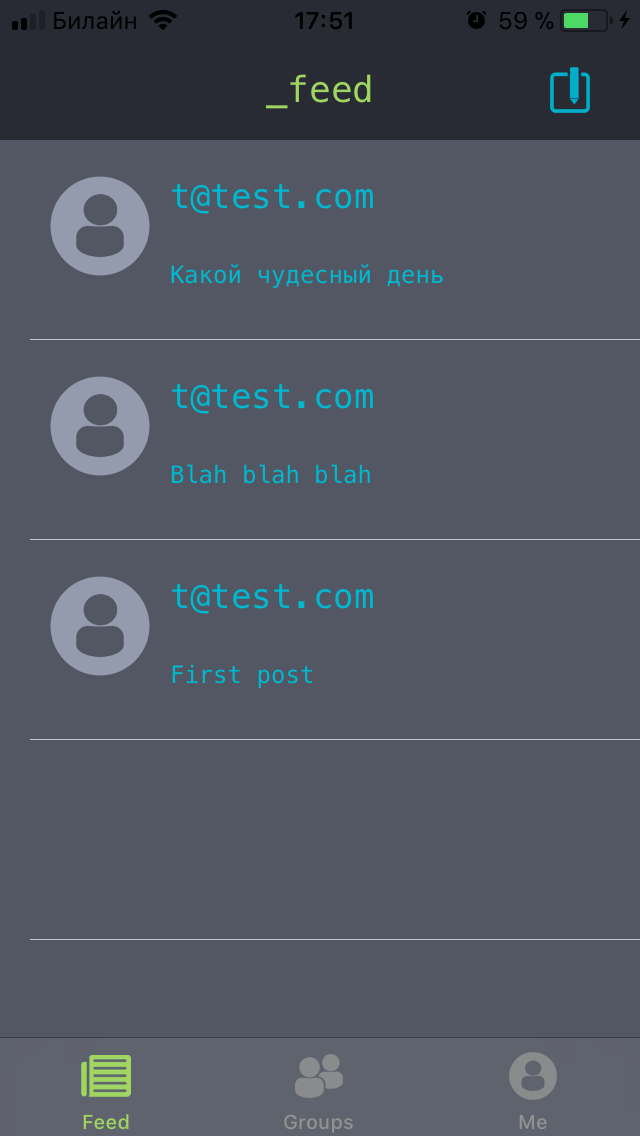 Билайн 17:51 59 %
_feed
t@test.com
Какой чудесный день
t@test.com
Blah blah blah
t@test.com
First post
Feed Groups Me